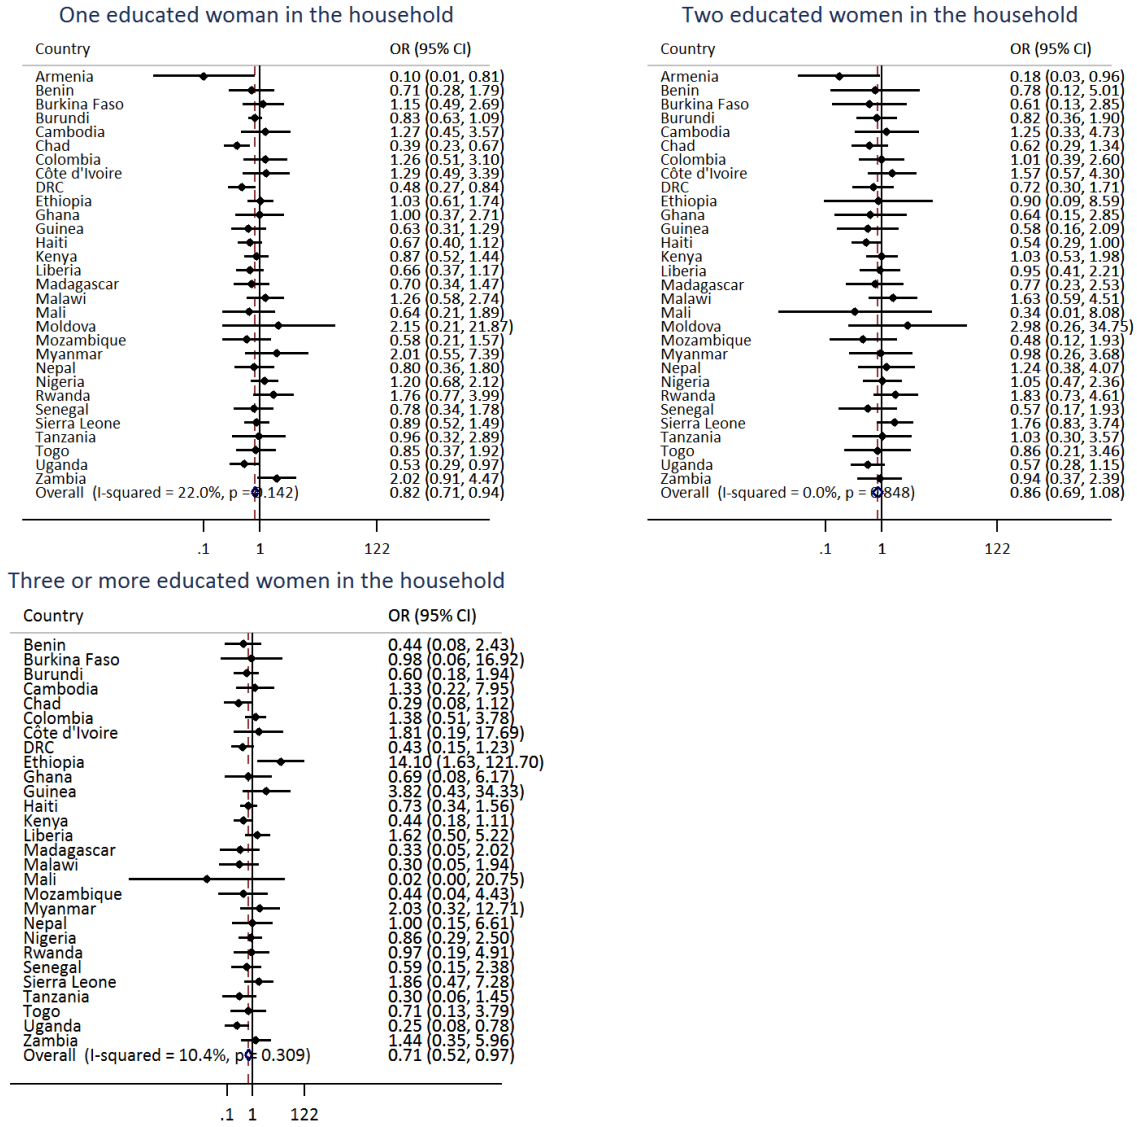 One educated woman in the household
Country OR (95% CI)
Armenia 0.10 (0.01, 0.81)
Benin 0.71 (0.28, 1.79)
Burkina Faso 1.15 (0.49, 2.69)
Burundi 0.83 (0.63, 1.09)
Cambodia 1.27 (0.45, 3.57)
Chad 0.39 (0.23, 0.67)
Colombia 1.26 (0.51, 3.10)
Côte d'Ivoire 1.29 (0.49, 3.39)
DRC 0.48 (0.27, 0.84)
Ethiopia 1.03 (0.61, 1.74)
Ghana 1.00 (0.37, 2.71)
Guinea 0.63 (0.31, 1.29)
Haiti 0.67 (0.40, 1.12)
Kenya 0.87 (0.52, 1.44)
Liberia 0.66 (0.37, 1.17)
Madagascar 0.70 (0.34, 1.47)
Malawi 1.26 (0.58, 2.74)
Mali 0.64 (0.21, 1.89)
Moldova 2.15 (0.21, 21.87)
Mozambique 0.58 (0.21, 1.57)
Myanmar 2.01 (0.55, 7.39)
Nepal 0.80 (0.36, 1.80)
Nigeria 1.20 (0.68, 2.12)
Rwanda 1.76 (0.77, 3.99)
Senegal 0.78 (0.34, 1.78)
Sierra Leone 0.89 (0.52, 1.49)
Tanzania 0.96 (0.32, 2.89)
Togo 0.85 (0.37, 1.92)
Uganda 0.53 (0.29, 0.97)
Zambia 2.02 (0.91, 4.47)
Overall (I-squared = 22.0%, p = 0.142) 0.82 (0.71, 0.94)
.1 1 122
Two educated women in the household
Country OR (95% CI)
Armenia 0.18 (0.03, 0.96)
Benin 0.78 (0.12, 5.01)
Burkina Faso 0.61 (0.13, 2.85)
Burundi 0.82 (0.36, 1.90)
Cambodia 1.25 (0.33, 4.73)
Chad 0.62 (0.29, 1.34)
Colombia 1.01 (0.39, 2.60)
Côte d'Ivoire 1.57 (0.57, 4.30)
DRC 0.72 (0.30, 1.71)
Ethiopia 0.90 (0.09, 8.59)
Ghana 0.64 (0.15, 2.85)
Guinea 0.58 (0.16, 2.09)
Haiti 0.54 (0.29, 1.00)
Kenya 1.03 (0.53, 1.98)
Liberia 0.95 (0.41, 2.21)
Madagascar 0.77 (0.23, 2.53)
Malawi 1.63 (0.59, 4.51)
Mali 0.34 (0.01, 8.08)
Moldova 2.98 (0.26, 34.75)
Mozambique 0.48 (0.12, 1.93)
Myanmar 0.98 (0.26, 3.68)
Nepal 1.24 (0.38, 4.07)
Nigeria 1.05 (0.47, 2.36)
Rwanda 1.83 (0.73, 4.61)
Senegal 0.57 (0.17, 1.93)
Sierra Leone 1.76 (0.83, 3.74)
Tanzania 1.03 (0.30, 3.57)
Togo 0.86 (0.21, 3.46)
Uganda 0.57 (0.28, 1.15)
Zambia 0.94 (0.37, 2.39)
Overall (I-squared = 0.0%, p = 0.848) 0.86 (0.69, 1.08)
.1 1 122
Three or more educated women in the household
Country OR (95% CI)
Benin 0.44 (0.08, 2.43)
Burkina Faso 0.98 (0.06, 16.92)
Burundi 0.60 (0.18, 1.94)
Cambodia 1.33 (0.22, 7.95)
Chad 0.29 (0.08, 1.12)
Colombia 1.38 (0.51, 3.78)
Côte d'Ivoire 1.81 (0.19, 17.69)
DRC 0.43 (0.15, 1.23)
Ethiopia 14.10 (1.63, 121.70)
Ghana 0.69 (0.08, 6.17)
Guinea 3.82 (0.43, 34.33)
Haiti 0.73 (0.34, 1.56)
Kenya 0.44 (0.18, 1.11)
Liberia 1.62 (0.50, 5.22)
Madagascar 0.33 (0.05, 2.02)
Malawi 0.30 (0.05, 1.94)
Mali 0.02 (0.00, 20.75)
Mozambique 0.44 (0.04, 4.43)
Myanmar 2.03 (0.32, 12.71)
Nepal 1.00 (0.15, 6.61)
Nigeria 0.86 (0.29, 2.50)
Rwanda 0.97 (0.19, 4.91)
Senegal 0.59 (0.15, 2.38)
Sierra Leone 1.86 (0.47, 7.28)
Tanzania 0.30 (0.06, 1.45)
Togo 0.71 (0.13, 3.79)
Uganda 0.25 (0.08, 0.78)
Zambia 1.44 (0.35, 5.96)
Overall (I-squared = 10.4%, p = 0.309) 0.71 (0.52, 0.97)
.1 1 122